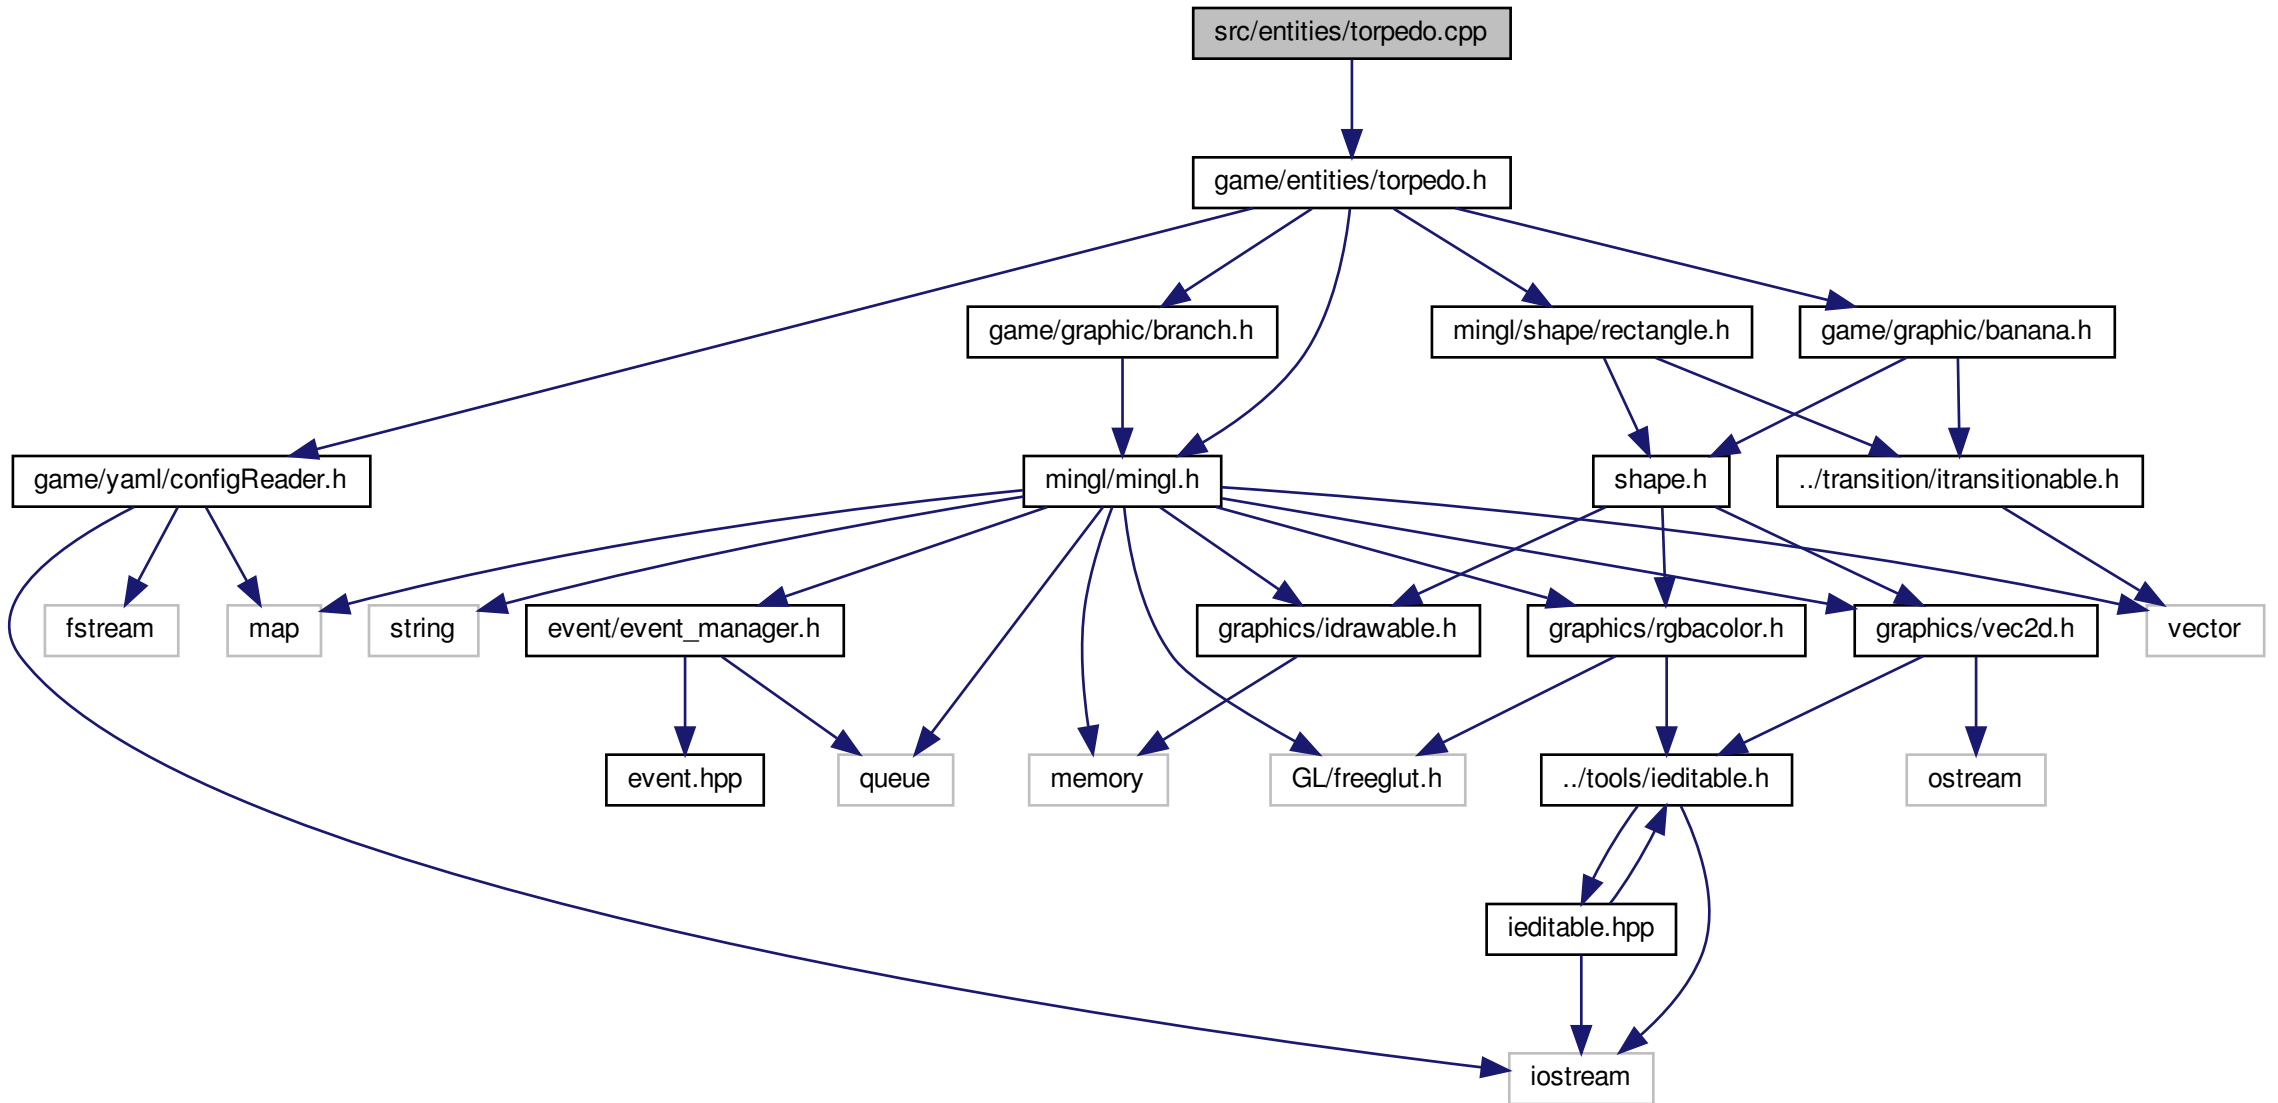 src/entities/torpedo.cpp
game/entities/torpedo.h
game/graphic/branch.h
mingl/shape/rectangle.h
game/graphic/banana.h
game/yaml/configReader.h
mingl/mingl.h
shape.h
../transition/itransitionable.h
fstream
map
string
event/event_manager.h
graphics/idrawable.h
graphics/rgbacolor.h
graphics/vec2d.h
vector
event.hpp
queue
memory
GL/freeglut.h
../tools/ieditable.h
ostream
ieditable.hpp
iostream